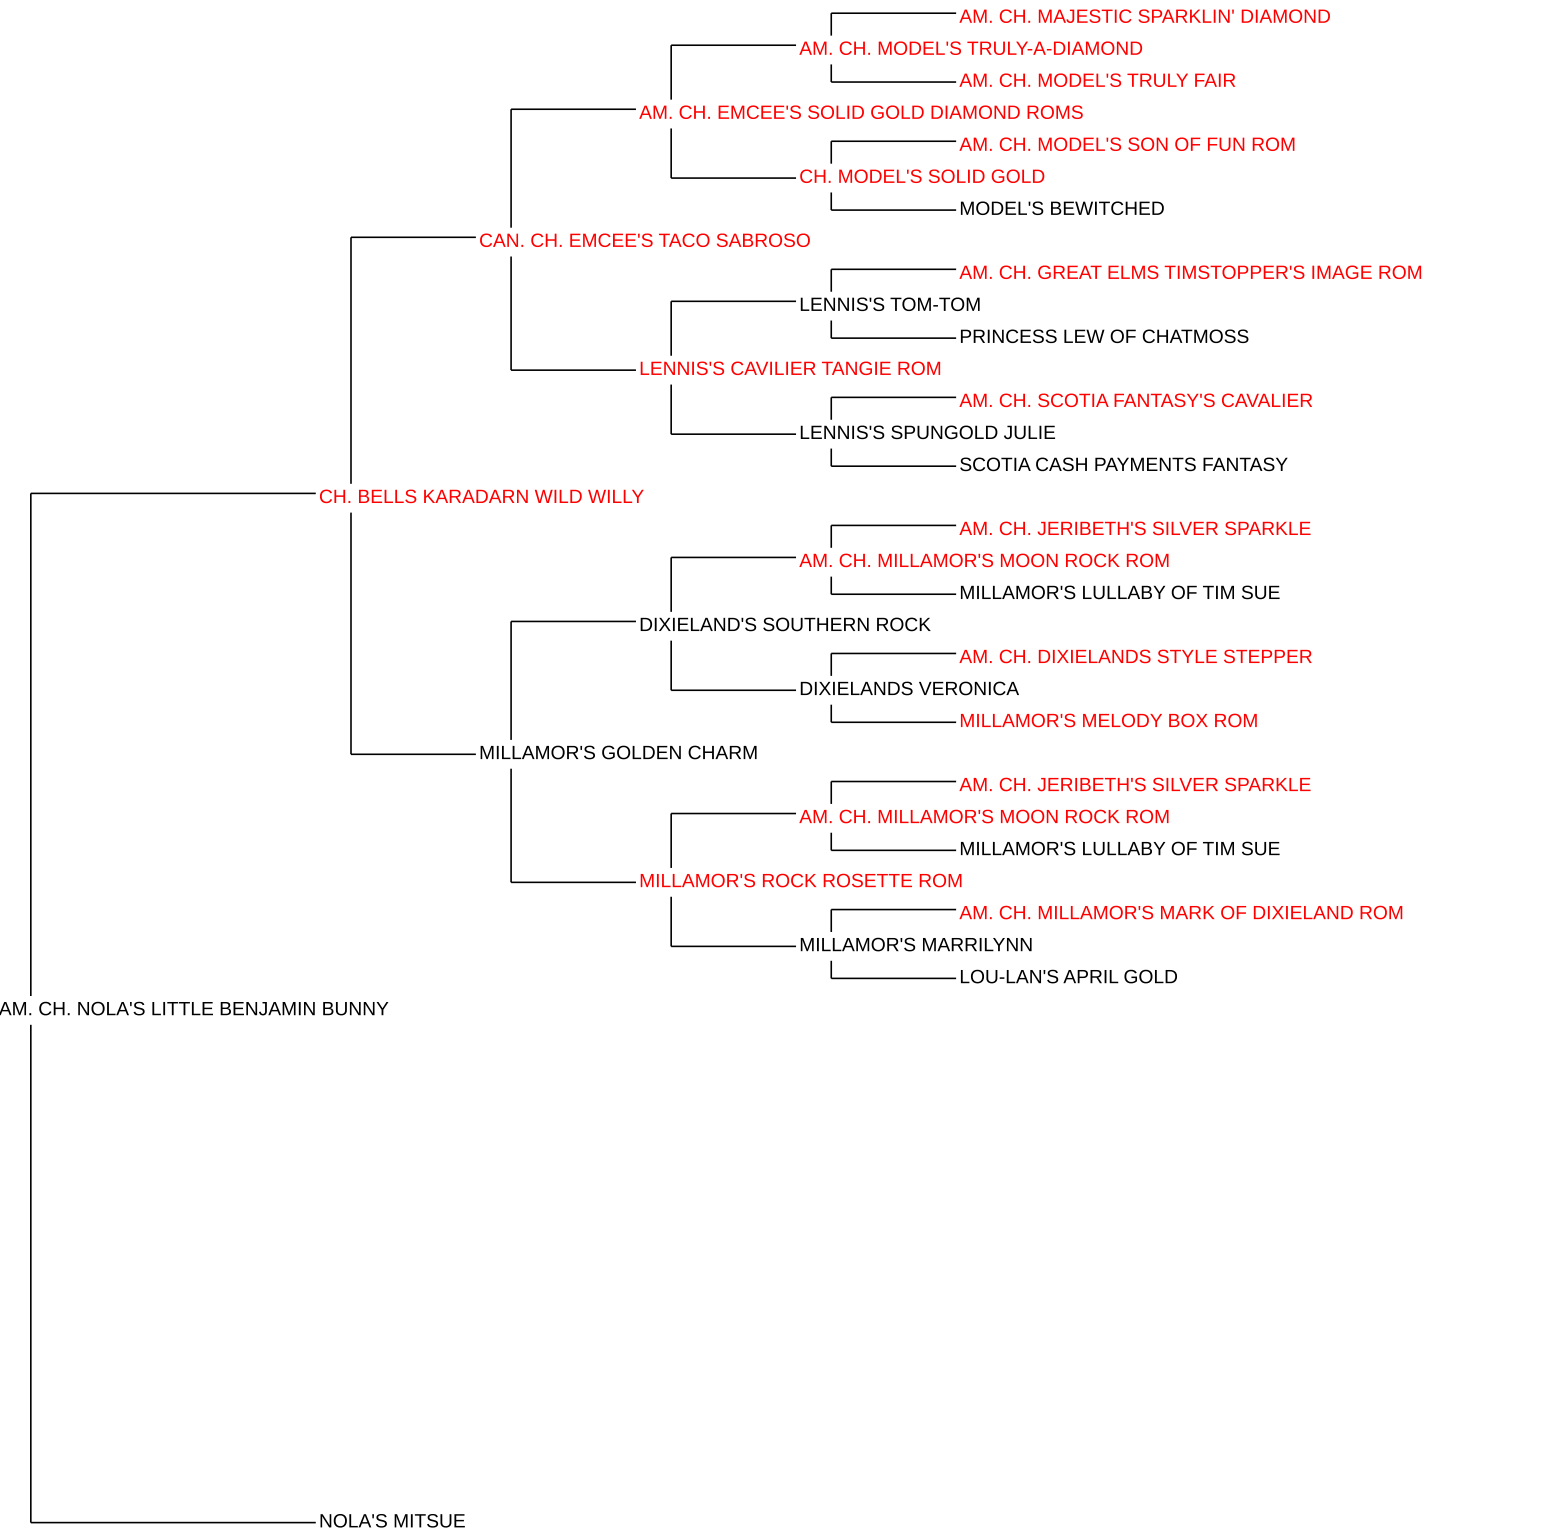 AM. CH. MAJESTIC SPARKLIN' DIAMOND
AM. CH. MODEL'S TRULY-A-DIAMOND
AM. CH. MODEL'S TRULY FAIR
AM. CH. EMCEE'S SOLID GOLD DIAMOND ROMS
AM. CH. MODEL'S SON OF FUN ROM
CH. MODEL'S SOLID GOLD
MODEL'S BEWITCHED
CAN. CH. EMCEE'S TACO SABROSO
AM. CH. GREAT ELMS TIMSTOPPER'S IMAGE ROM
LENNIS'S TOM-TOM
PRINCESS LEW OF CHATMOSS
LENNIS'S CAVILIER TANGIE ROM
AM. CH. SCOTIA FANTASY'S CAVALIER
LENNIS'S SPUNGOLD JULIE
SCOTIA CASH PAYMENTS FANTASY
CH. BELLS KARADARN WILD WILLY
AM. CH. JERIBETH'S SILVER SPARKLE
AM. CH. MILLAMOR'S MOON ROCK ROM
MILLAMOR'S LULLABY OF TIM SUE
DIXIELAND'S SOUTHERN ROCK
AM. CH. DIXIELANDS STYLE STEPPER
DIXIELANDS VERONICA
MILLAMOR'S MELODY BOX ROM
MILLAMOR'S GOLDEN CHARM
AM. CH. JERIBETH'S SILVER SPARKLE
AM. CH. MILLAMOR'S MOON ROCK ROM
MILLAMOR'S LULLABY OF TIM SUE
MILLAMOR'S ROCK ROSETTE ROM
AM. CH. MILLAMOR'S MARK OF DIXIELAND ROM
MILLAMOR'S MARRILYNN
LOU-LAN'S APRIL GOLD
AM. CH. NOLA'S LITTLE BENJAMIN BUNNY
NOLA'S MITSUE